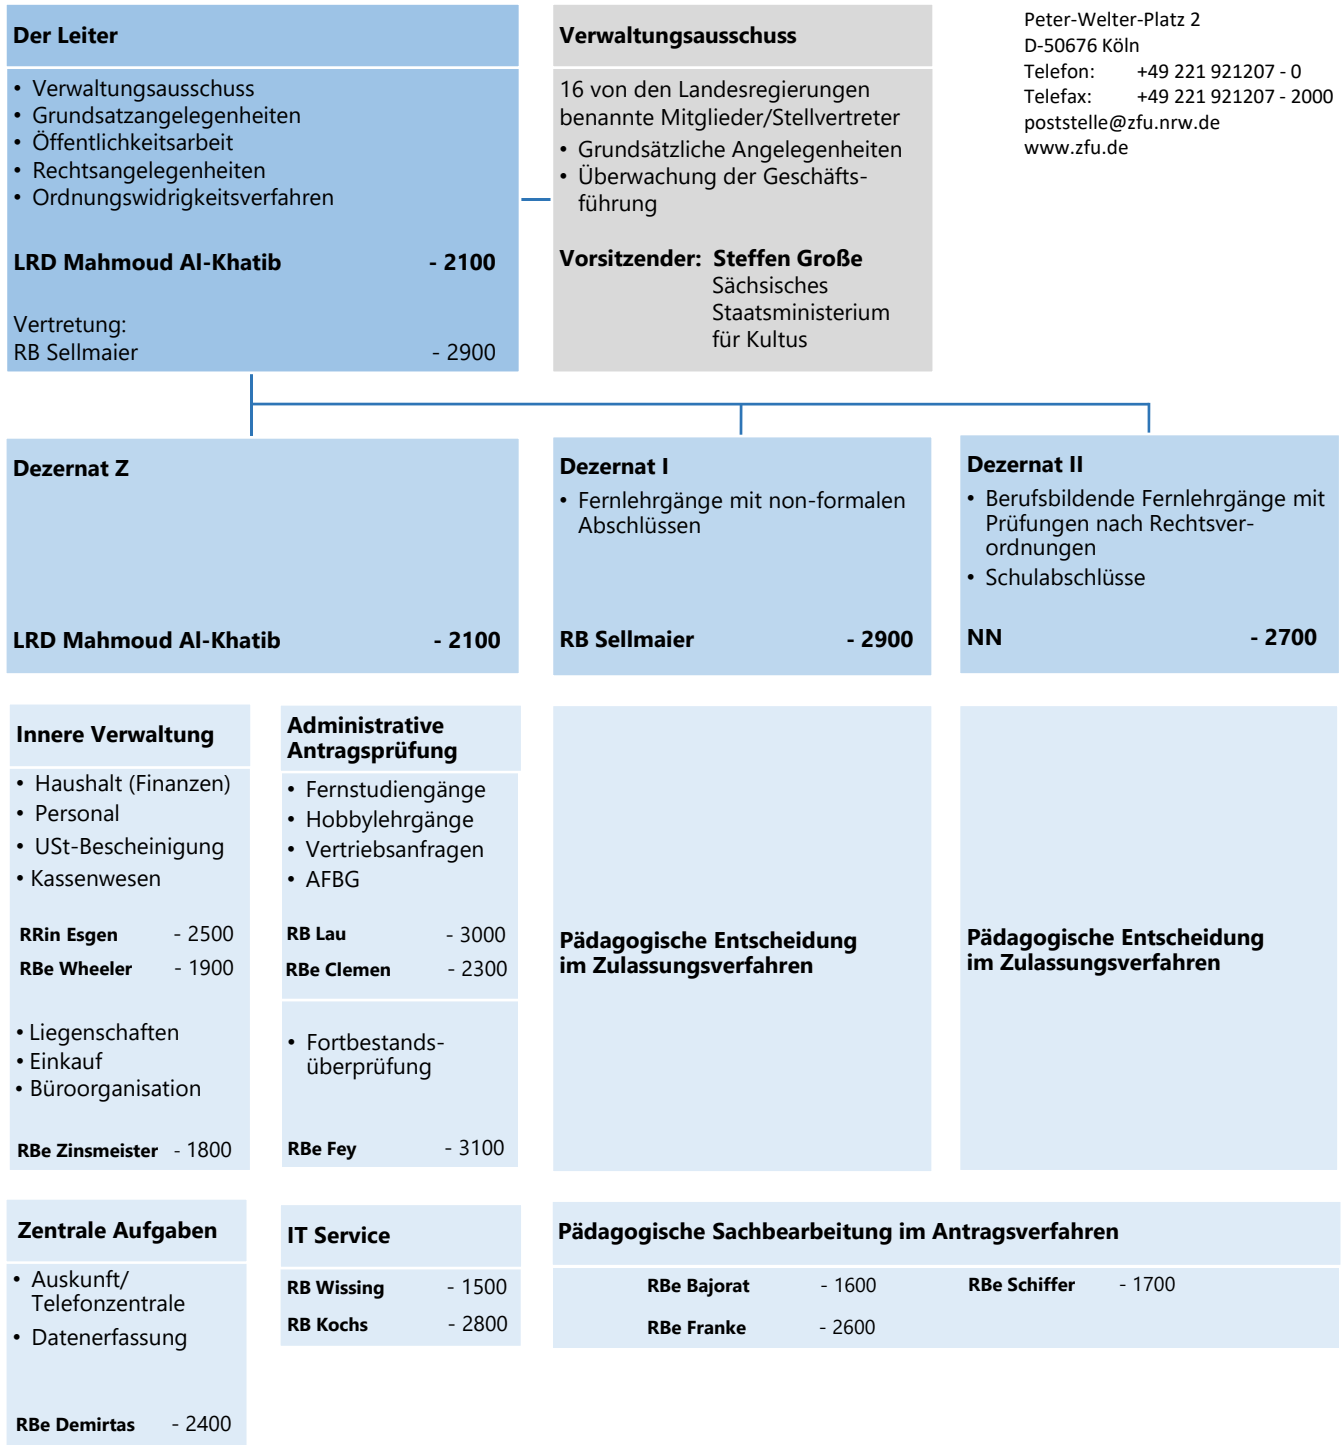 Der Leiter
• Verwaltungsausschuss
• Grundsatzangelegenheiten
• Öffentlichkeitsarbeit
• Rechtsangelegenheiten
• Ordnungswidrigkeitsverfahren
LRD Mahmoud Al-Khatib - 2100
Vertretung:
RB Sellmaier - 2900
Verwaltungsausschuss
16 von den Landesregierungen
benannte Mitglieder/Stellvertreter
• Grundsätzliche Angelegenheiten
• Überwachung der Geschäfts-
führung
Vorsitzender: Steffen Große
Sächsisches
Staatsministerium
für Kultus
Peter-Welter-Platz 2
D-50676 Köln
Telefon: +49 221 921207 - 0
Telefax: +49 221 921207 - 2000
poststelle@zfu.nrw.de
www.zfu.de
Dezernat Z
LRD Mahmoud Al-Khatib - 2100
Dezernat I
• Fernlehrgänge mit non-formalen
Abschlüssen
RB Sellmaier - 2900
Dezernat II
• Berufsbildende Fernlehrgänge mit
Prüfungen nach Rechtsver-
ordnungen
• Schulabschlüsse
NN - 2700
Innere Verwaltung
• Haushalt (Finanzen)
• Personal
• USt-Bescheinigung
• Kassenwesen
RRin Esgen - 2500
RBe Wheeler - 1900
• Liegenschaften
• Einkauf
• Büroorganisation
RBe Zinsmeister - 1800
Administrative
Antragsprüfung
• Fernstudiengänge
• Hobbylehrgänge
• Vertriebsanfragen
• AFBG
RB Lau - 3000
RBe Clemen - 2300
• Fortbestands-
überprüfung
RBe Fey - 3100
Pädagogische Entscheidung
im Zulassungsverfahren
Pädagogische Entscheidung
im Zulassungsverfahren
Zentrale Aufgaben
• Auskunft/
Telefonzentrale
• Datenerfassung
RBe Demirtas - 2400
IT Service
RB Wissing - 1500
RB Kochs - 2800
Pädagogische Sachbearbeitung im Antragsverfahren
RBe Bajorat - 1600 RBe Schiffer - 1700
RBe Franke - 2600